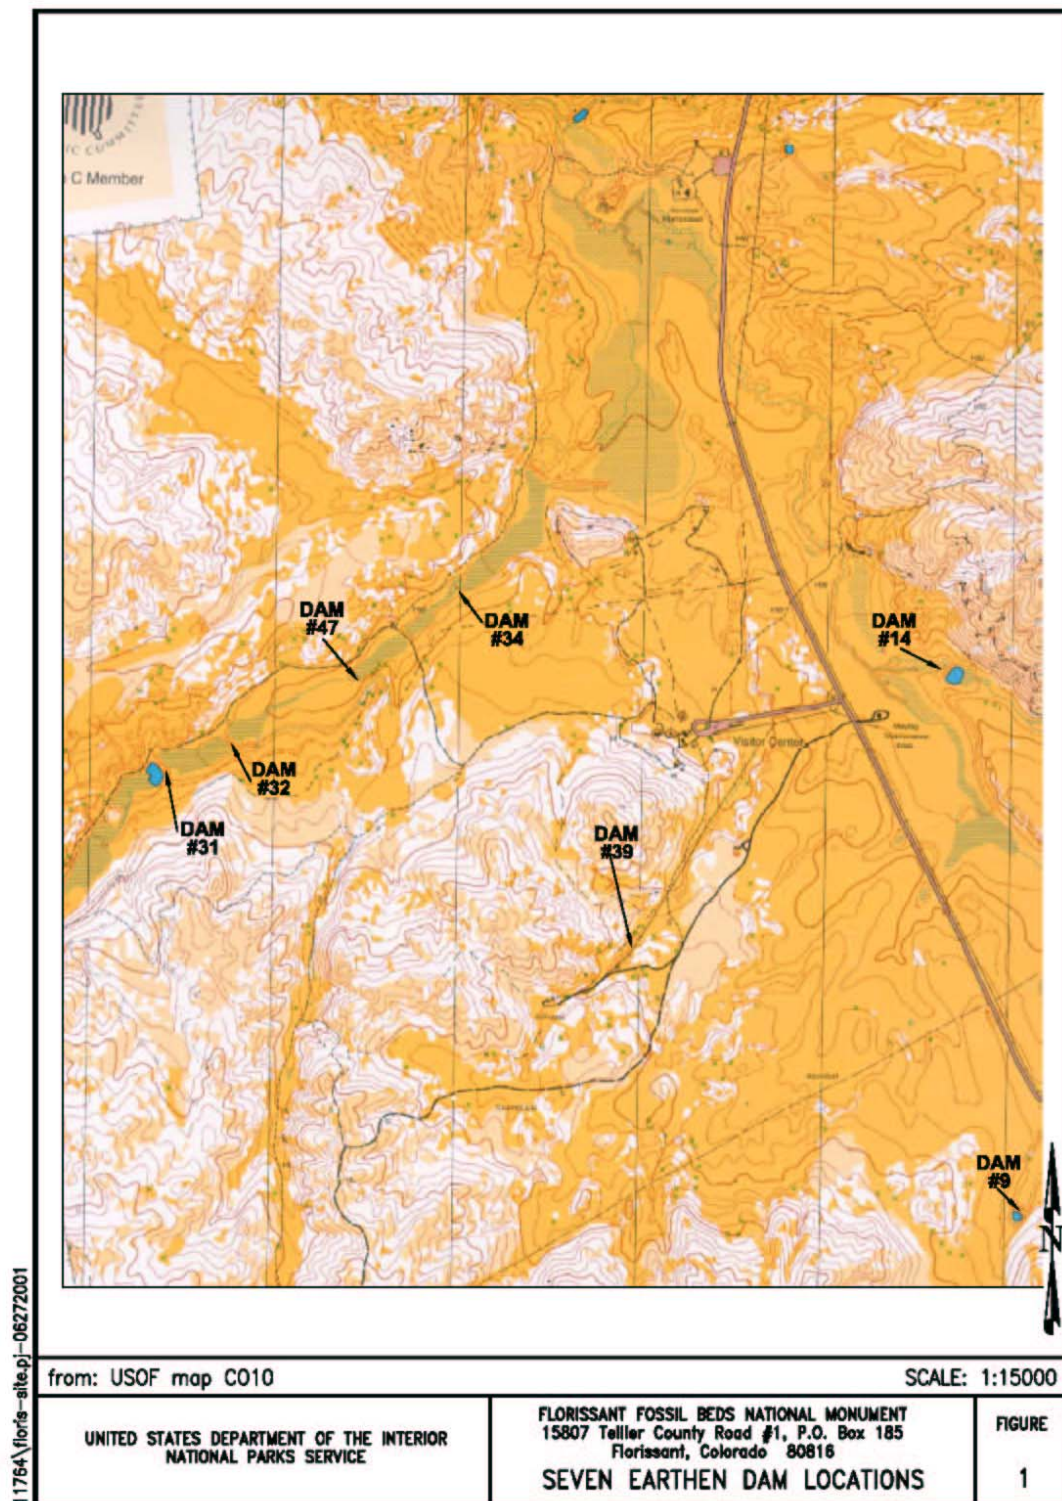 C Member
DAM
#47
DAM
#34
DAM
#14
Visitor Center
DAM
#32
DAM
#31
DAM
#39
DAM
#9
N
11764\floris-site.pj-06272001
from: USOF map CO10
SCALE: 1:15000
UNITED STATES DEPARTMENT OF THE INTERIOR
NATIONAL PARKS SERVICE
FLORISSANT FOSSIL BEDS NATIONAL MONUMENT
15807 Teller County Road #1, P.O. Box 185
Florissant, Colorado 80816
SEVEN EARTHEN DAM LOCATIONS
FIGURE
1